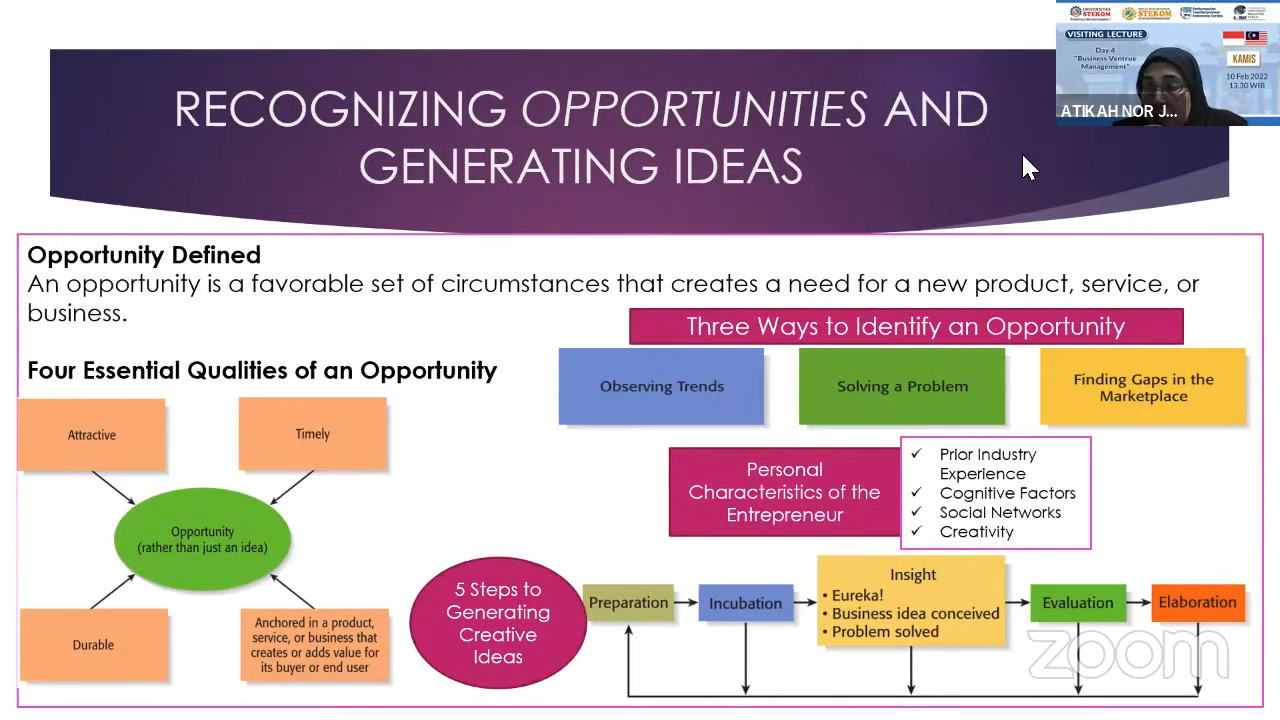 RECOGNIZING OPPORTUNITIES AND
GENERATING IDEAS
UNIVERSITAS
STEKOM
STEKOM
VISITING LECTURE
Day 4
"Business Ventrue
Management"
KAMIS
10 Feb 2022
13.30 WIB
ATIKAH NOR J...
Opportunity Defined
An opportunity is a favorable set of circumstances that creates a need for a new product, service, or
business.
Three Ways to Identify an Opportunity
Observing Trends
Solving a Problem
Finding Gaps in the
Marketplace
Four Essential Qualities of an Opportunity
Attractive
Timely
Opportunity
(rather than just an idea)
Durable
Anchored in a product,
service, or business that
creates or adds value for
its buyer or end user
Personal
Characteristics of the
Entrepreneur
✓ Prior Industry
Experience
✓ Cognitive Factors
✓ Social Networks
✓ Creativity
5 Steps to
Generating
Creative
Ideas
Preparation
Incubation
Insight
• Eureka!
• Business idea conceived
• Problem solved
Evaluation
Elaboration
zoom